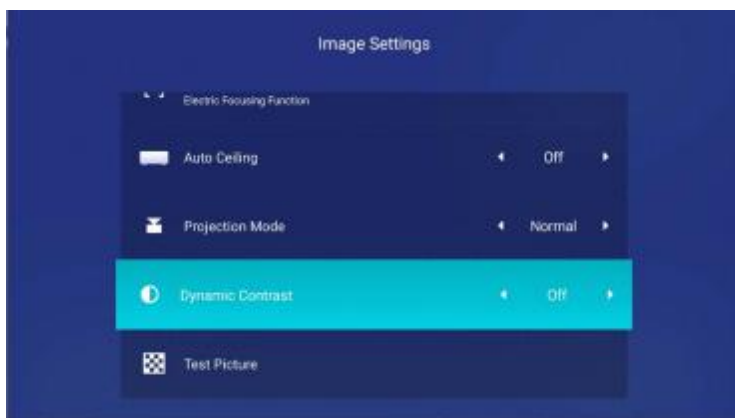 Image Settings
Electric Focusing Function
Auto Ceiling Off
Projection Mode Normal
Dynamic Contrast Off
Test Picture